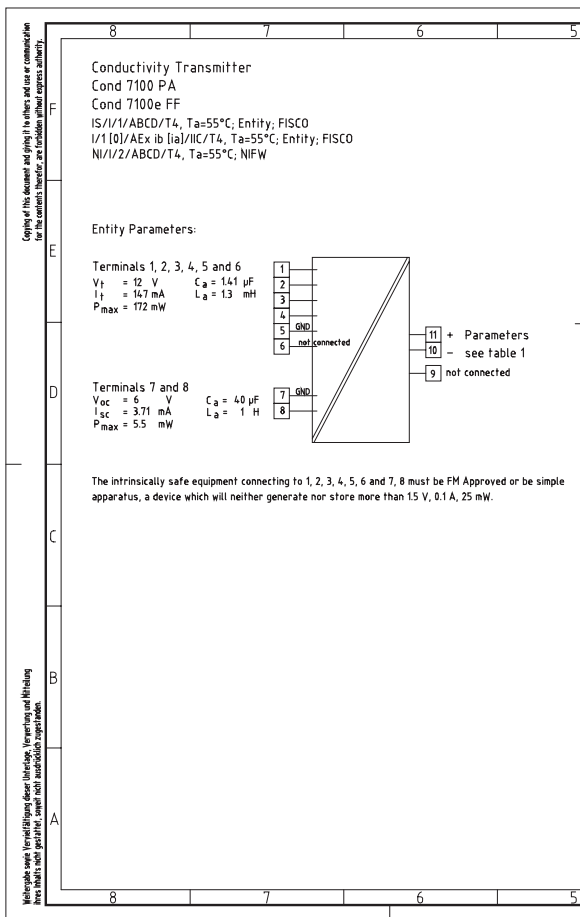 8 7 6 5
Copying of this document and giving it to others and use or communication
for the contents therefor, are forbidden without express authority.
F
Conductivity Transmitter
Cond 7100 PA
Cond 7100e FF
IS/I/1/ABCD/T4, Ta=55°C; Entity; FISCO
I/1 [0]/AEx ib [ia]/IIC/T4, Ta=55°C; Entity; FISCO
NI/I/2/ABCD/T4, Ta=55°C; NIFW
E
Entity Parameters:
Terminals 1, 2, 3, 4, 5 and 6
Vt = 12 V Ca = 1.41 µF
It = 147 mA La = 1.3 mH
Pmax = 172 mW
1
2
3
4
5 GND
6 not connected
11 + Parameters
10 – see table 1
9 not connected
D
Terminals 7 and 8
Voc = 6 V Ca = 40 µF
Isc = 3.71 mA La = 1 H
Pmax = 5.5 mW
7 GND
8
The intrinsically safe equipment connecting to 1, 2, 3, 4, 5, 6 and 7, 8 must be FM Approved or be simple
apparatus, a device which will neither generate nor store more than 1.5 V, 0.1 A, 25 mW.
C
B
Weitergabe sowie Vervielfältigung dieser Unterlage, Verwertung und Mitteilung
ihres Inhalts nicht gestattet, soweit nicht ausdrücklich zugestanden.
A
8 7 6 5